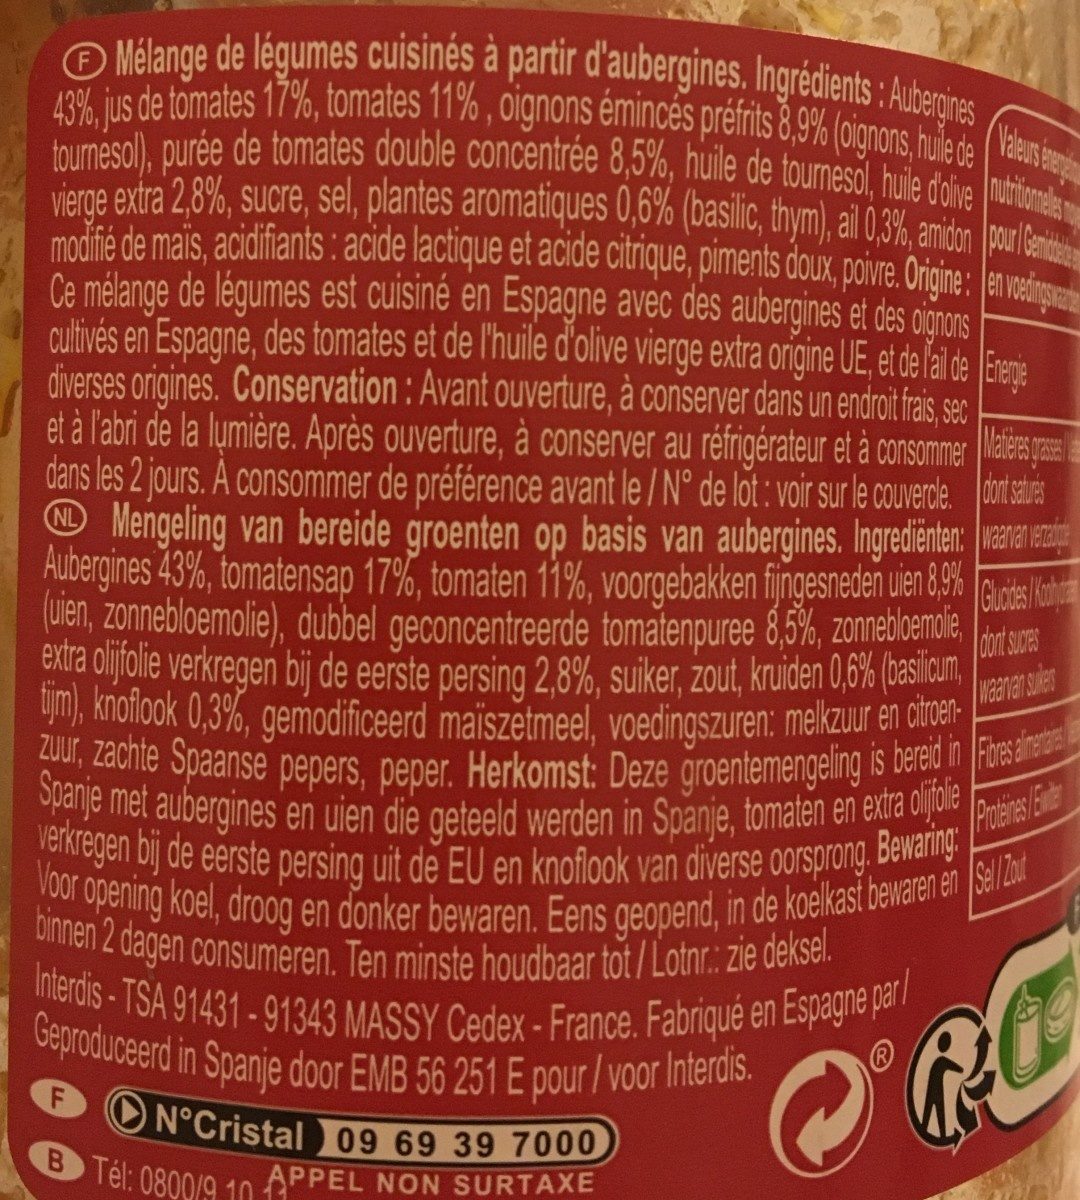 F Mélange de légumes cuisinés à partir d'aubergines. Ingrédients : Aubergines
43%, jus de tomates 17%, tomates 11% , oignons émincés préfrits 8,9% (oignons, huile de
tournesol), purée de tomates double concentrée 8,5%, huile de tournesol, huile d'olive
vierge extra 2,8%, sucre, sel, plantes aromatiques 0,6% (basilic, thym), ail 0,3%, amidon
modifié de maïs, acidifiants : acide lactique et acide citrique, piments doux, poivre. Origine :
Ce mélange de légumes est cuisiné en Espagne avec des aubergines et des oignons
cultivés en Espagne, des tomates et de l'huile d'olive vierge extra origine UE, et de l'ail de
diverses origines. Conservation : Avant ouverture, à conserver dans un endroit frais, sec
et à l'abri de la lumière. Après ouverture, à conserver au réfrigérateur et à consommer
dans les 2 jours. À consommer de préférence avant le / N° de lot : voir sur le couvercle.
NL Mengeling van bereide groenten op basis van aubergines. Ingrediënten:
Aubergines 43%, tomatensap 17%, tomaten 11%, voorgebakken fijngesneden uien 8,9%
(uien, zonnebloemolie), dubbel geconcentreerde tomatenpuree 8,5%, zonnebloemolie,
extra olijfolie verkregen bij de eerste persing 2,8%, suiker, zout, kruiden 0,6% (basilicum,
tijm), knoflook 0,3%, gemodificeerd maïszetmeel, voedingszuren: melkzuur en citroen-
zuur, zachte Spaanse pepers, peper. Herkomst: Deze groentemengeling is bereid in
Spanje met aubergines en uien die geteeld werden in Spanje, tomaten en extra olijfolie
verkregen bij de eerste persing uit de EU en knoflook van diverse oorsprong. Bewaring:
Voor opening koel, droog en donker bewaren. Eens geopend, in de koelkast bewaren en
binnen 2 dagen consumeren. Ten minste houdbaar tot / Lotnr.: zie deksel.
Interdis - TSA 91431 - 91343 MASSY Cedex - France. Fabriqué en Espagne par /
Geproduceerd in Spanje door EMB 56 251 E pour / voor Interdis.
F N°Cristal 09 69 39 7000
APPEL NON SURTAXE
B Tél: 0800/9 10
Valeurs
nutritionnelles
pour /
en
Energie
Matières grasses /
dont saturés
waarvan
Glucides /
dont sucres
waarvan suikers
Fibres alimentaires
Protéines / Eiwitten
Sel / Zout
®